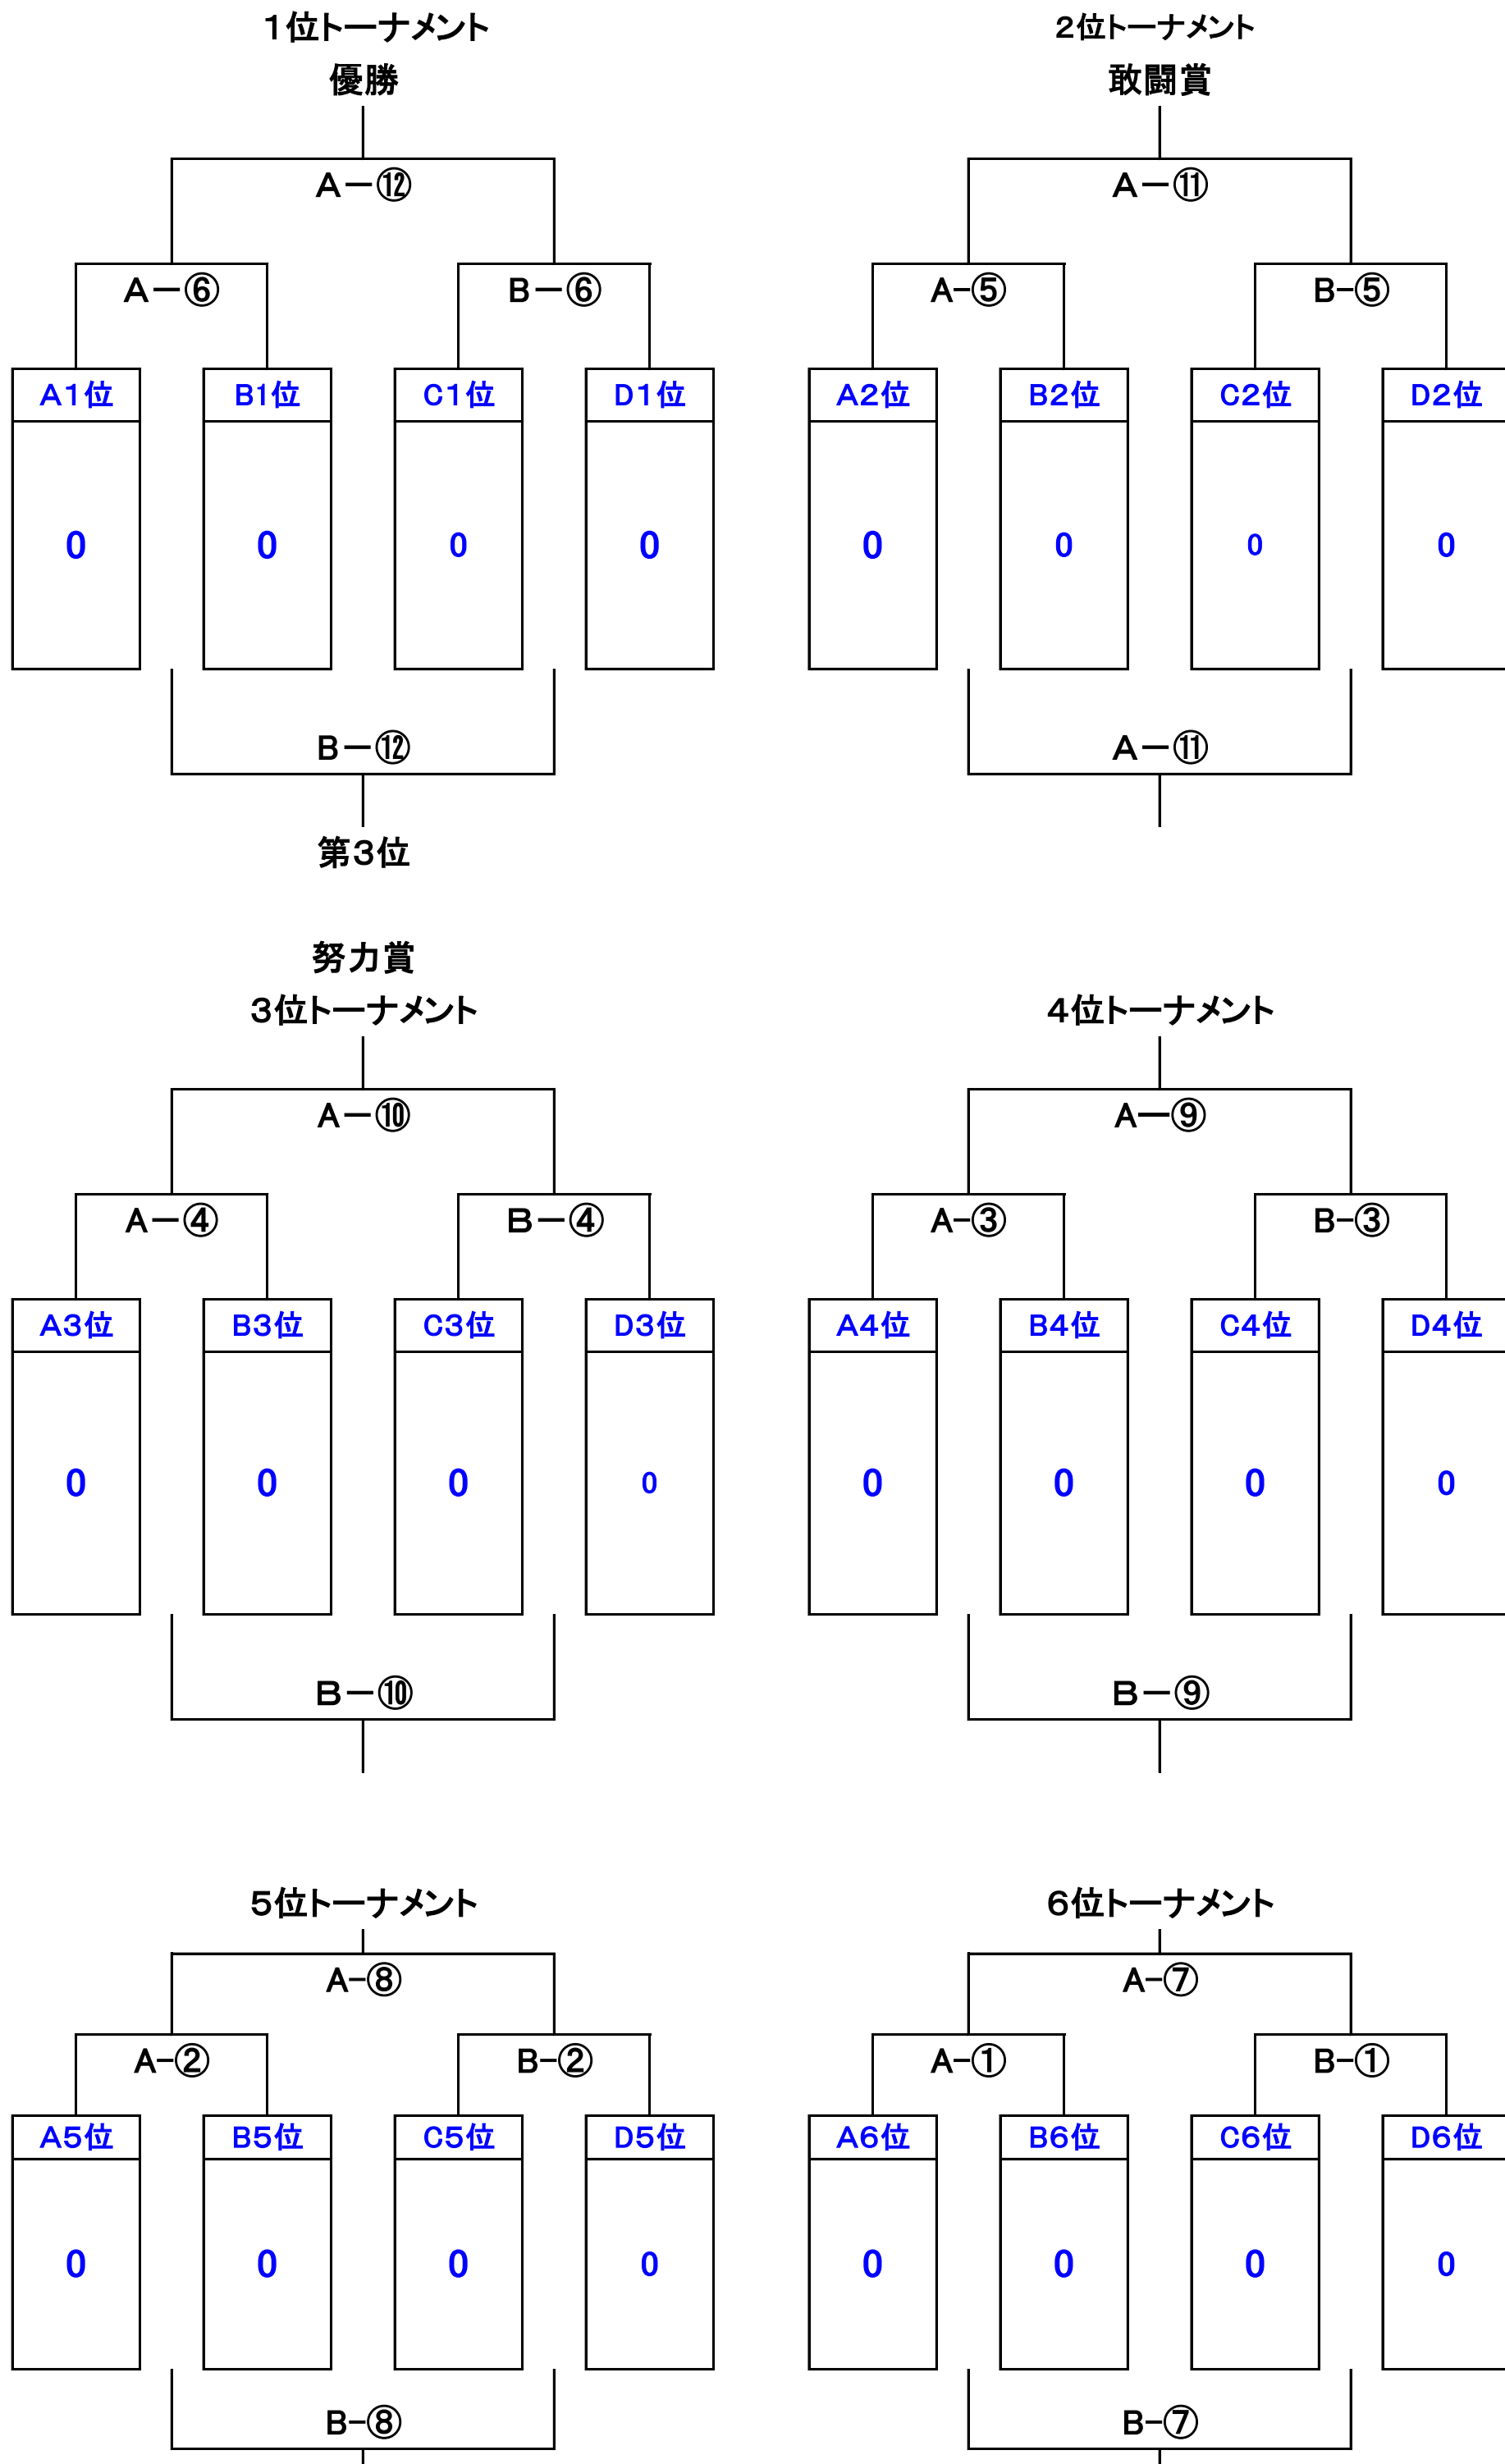 １位トーナメント
２位トーナメント
優勝
敢闘賞
Ａ－⑫
Ａ－⑪
Ａ－⑥
Ｂ－⑥
A-⑤
B-⑤
Ａ１位
Ｂ１位
Ｃ１位
Ｄ１位
Ａ２位
Ｂ２位
Ｃ２位
Ｄ２位
0
0
0
0
0
0
0
0
Ｂ－⑫
Ａ－⑪
第３位
努力賞
３位トーナメント
４位トーナメント
Ａ－⑩
Ａ－⑨
Ａ－④
Ｂ－④
A-③
B-③
Ａ３位
Ｂ３位
Ｃ３位
Ｄ３位
Ａ４位
Ｂ４位
Ｃ４位
Ｄ４位
0
0
0
0
0
0
0
0
Ｂ－⑩
Ｂ－⑨
５位トーナメント
６位トーナメント
A-⑧
A-⑦
A-②
B-②
A-①
B-①
Ａ５位
Ｂ５位
Ｃ５位
Ｄ５位
Ａ６位
Ｂ６位
Ｃ６位
Ｄ６位
0
0
0
0
0
0
0
0
B-⑧
B-⑦